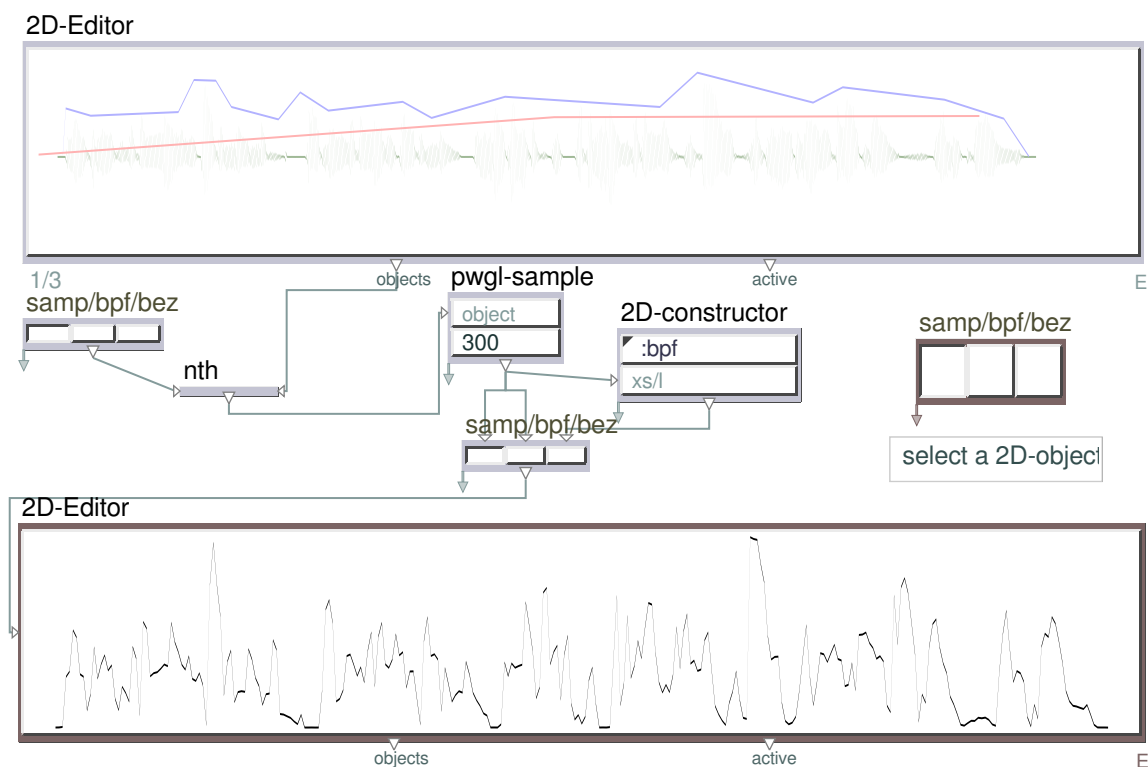 2D-Editor
objects active E
1/3
samp/bpf/bez
nth
pwgl-sample
object
300
2D-constructor
:bpf
xs/l
samp/bpf/bez
samp/bpf/bez
select a 2D-object
2D-Editor
objects active E